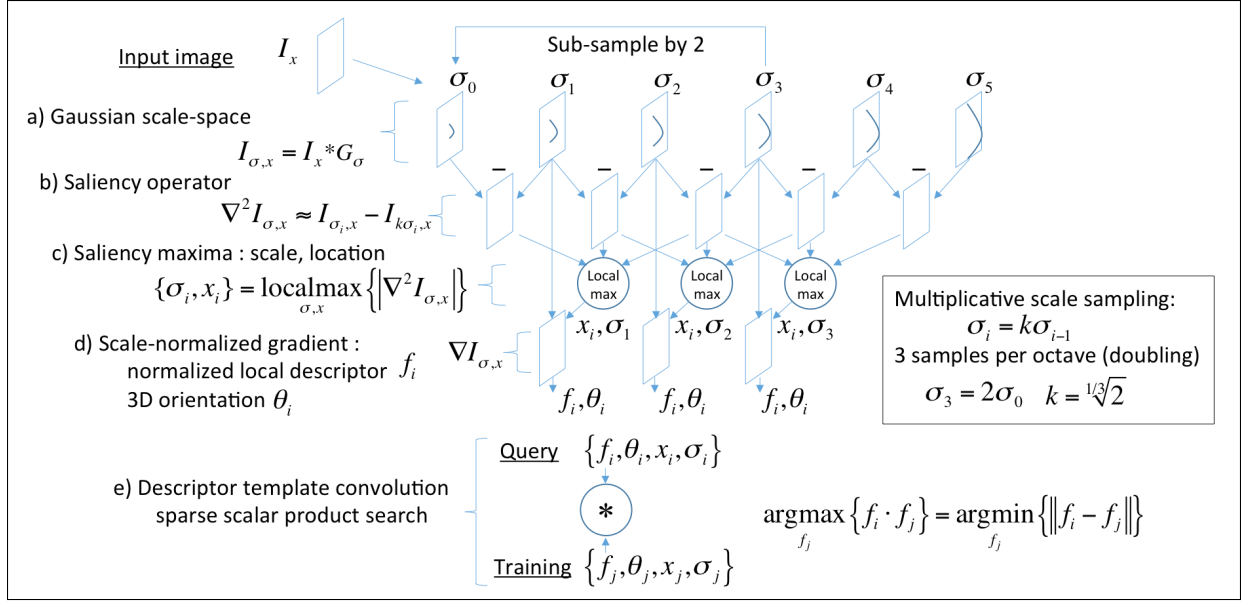 Sub-sample by 2
Input image I_x
σ_0 σ_1 σ_2 σ_3 σ_4 σ_5
a) Gaussian scale-space
I_{σ,x} = I_x*G_σ
− − − − −
b) Saliency operator
∇²I_{σ,x} ≈ I_{σ_i,x} − I_{kσ_i,x}
c) Saliency maxima : scale, location
{σ_i, x_i} = localmax_{σ,x} {|∇²I_{σ,x}|}
Local max
Local max
Local max
x_i,σ_1 x_i,σ_2 x_i,σ_3
d) Scale-normalized gradient :
normalized local descriptor f_i
3D orientation θ_i
∇I_{σ,x}
f_i,θ_i f_i,θ_i f_i,θ_i
Multiplicative scale sampling:
σ_i = kσ_{i−1}
3 samples per octave (doubling)
σ_3 = 2σ_0 k = \sqrt[1/3]{2}
Query {f_i,θ_i,x_i,σ_i}
e) Descriptor template convolution
sparse scalar product search
*
argmax_{f_j} {f_i · f_j} = argmin_{f_j} {‖f_i − f_j‖}
Training {f_j,θ_j,x_j,σ_j}